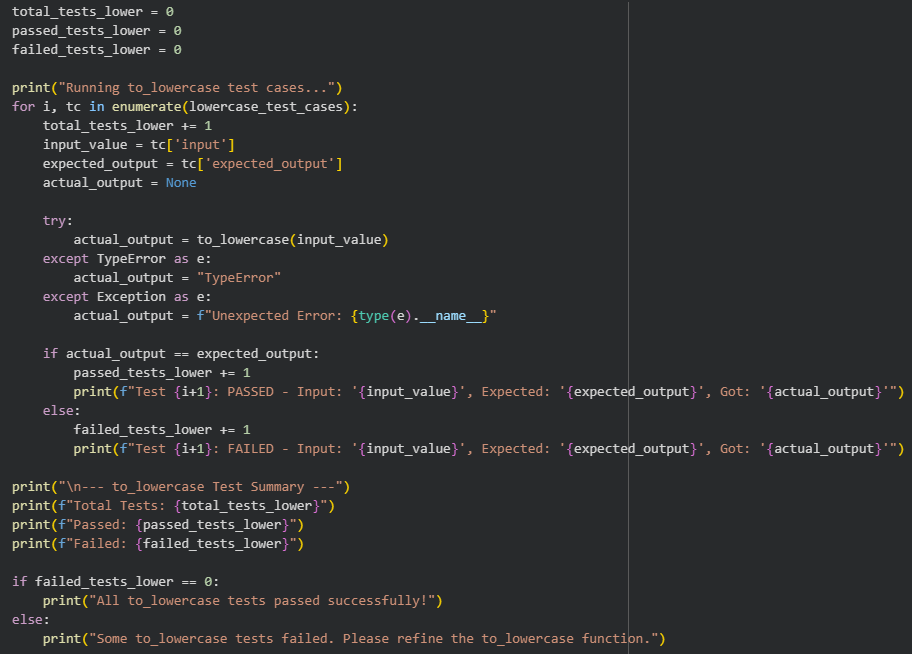 total_tests_lower = 0
passed_tests_lower = 0
failed_tests_lower = 0

print("Running to_lowercase test cases...")
for i, tc in enumerate(lowercase_test_cases):
    total_tests_lower += 1
    input_value = tc['input']
    expected_output = tc['expected_output']
    actual_output = None

    try:
        actual_output = to_lowercase(input_value)
    except TypeError as e:
        actual_output = "TypeError"
    except Exception as e:
        actual_output = f"Unexpected Error: {type(e).__name__}"

    if actual_output == expected_output:
        passed_tests_lower += 1
        print(f"Test {i+1}: PASSED - Input: '{input_value}', Expected: '{expected_output}', Got: '{actual_output}'")
    else:
        failed_tests_lower += 1
        print(f"Test {i+1}: FAILED - Input: '{input_value}', Expected: '{expected_output}', Got: '{actual_output}'")

print("\n--- to_lowercase Test Summary ---")
print(f"Total Tests: {total_tests_lower}")
print(f"Passed: {passed_tests_lower}")
print(f"Failed: {failed_tests_lower}")

if failed_tests_lower == 0:
    print("All to_lowercase tests passed successfully!")
else:
    print("Some to_lowercase tests failed. Please refine the to_lowercase function.")